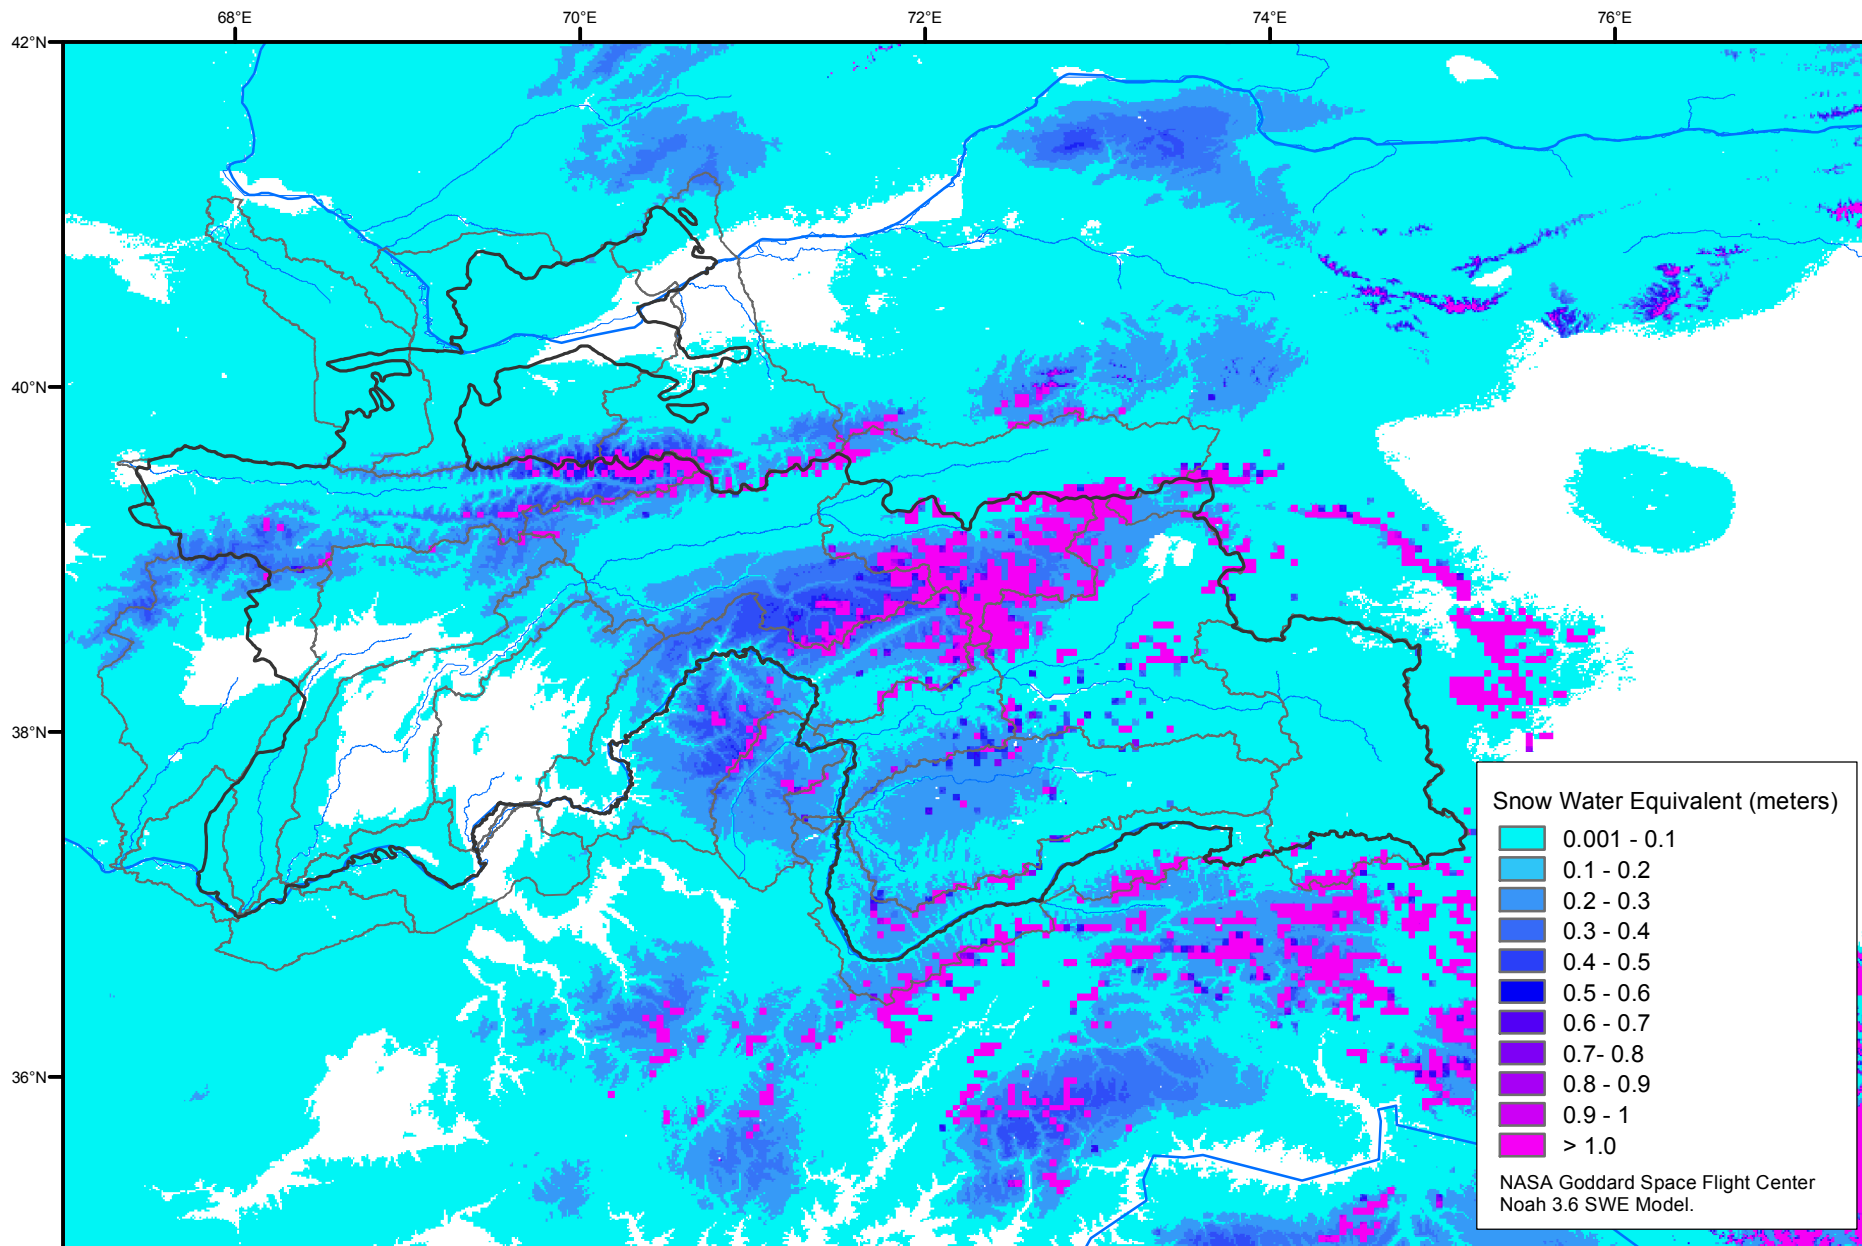 68°E 70°E 72°E 74°E 76°E
42°N
40°N
38°N
36°N
Snow Water Equivalent (meters)
0.001 - 0.1
0.1 - 0.2
0.2 - 0.3
0.3 - 0.4
0.4 - 0.5
0.5 - 0.6
0.6 - 0.7
0.7- 0.8
0.8 - 0.9
0.9 - 1
> 1.0
NASA Goddard Space Flight Center
Noah 3.6 SWE Model.